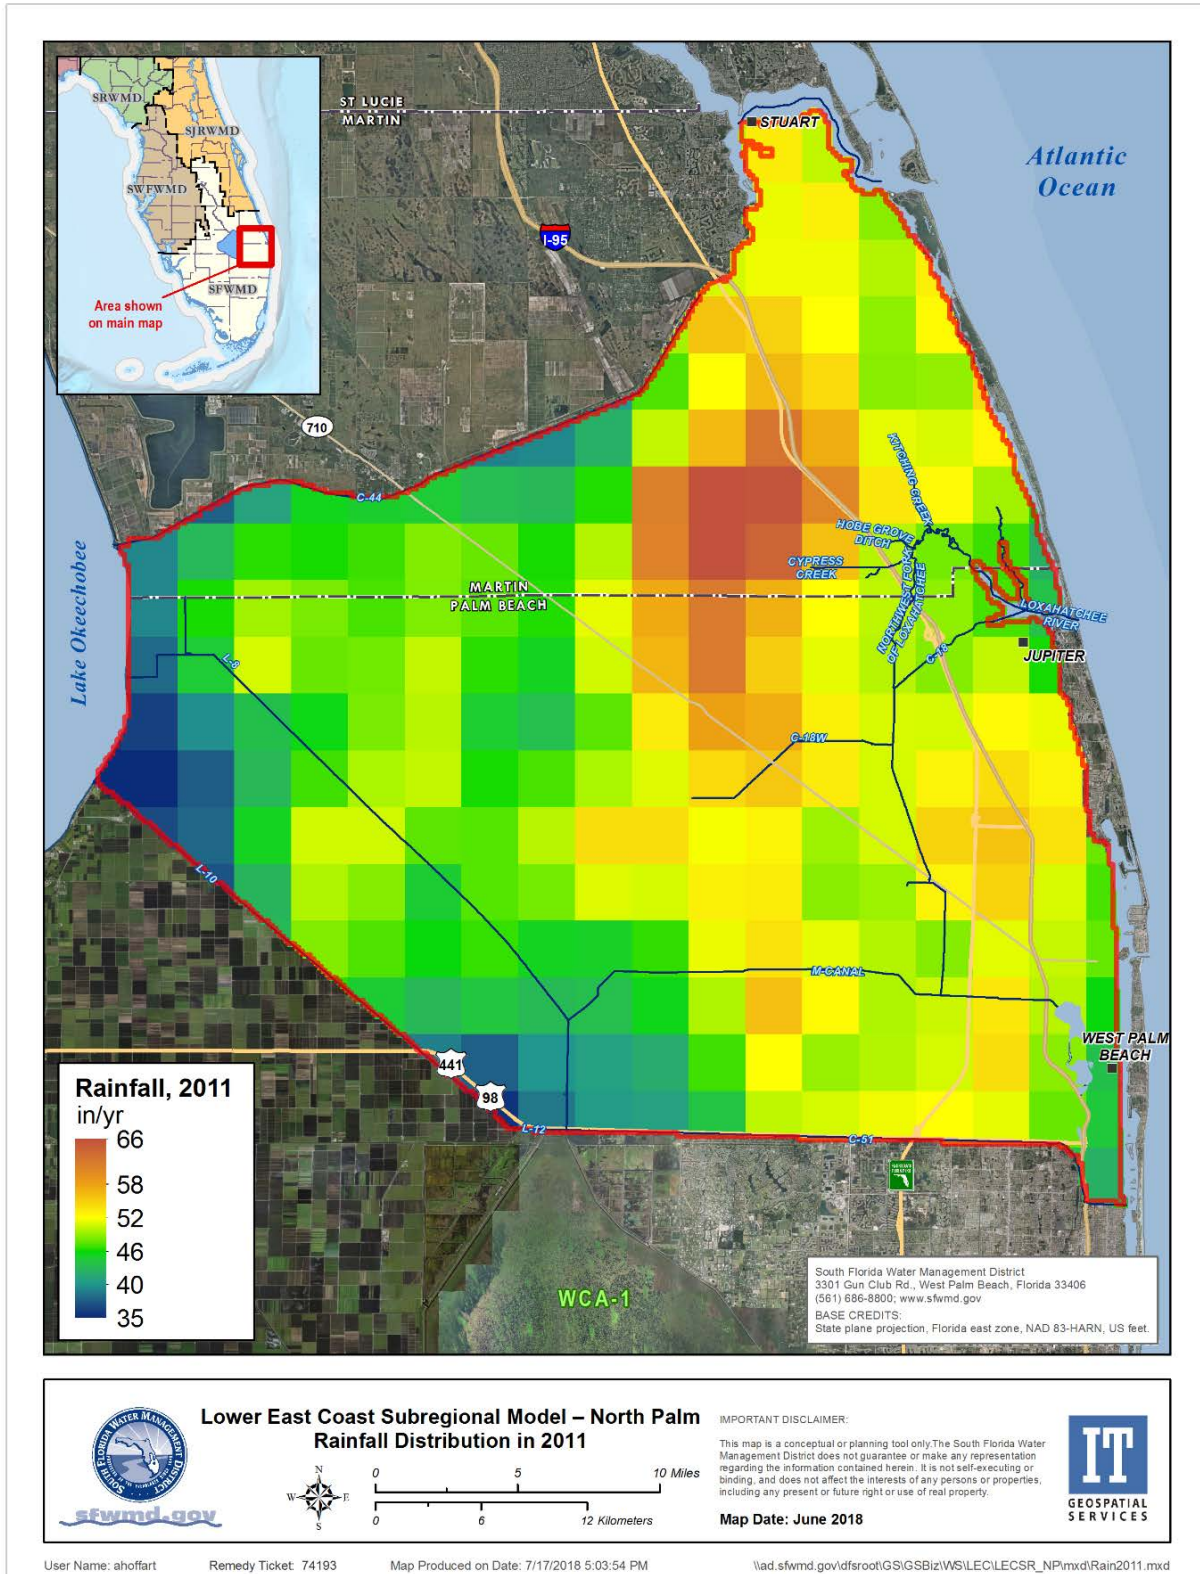 SRWMD
SJRWMD
SWFWMD
SFWMD
Area shown
on main map
ST LUCIE
MARTIN
STUART
Atlantic
Ocean
I-95
710
C-44
KITCHING CREEK
HOBE GROVE
DITCH
CYPRESS
CREEK
NORTHWEST FORK
OF LOXAHATCHEE
LOXAHATCHEE
RIVER
JUPITER
Lake Okeechobee
MARTIN
PALM BEACH
L-8
C-18
C-18W
L-10
M-CANAL
WEST PALM
BEACH
441
98
L-12
C-51
WCA-1
Rainfall, 2011
in/yr
66
58
52
46
40
35
South Florida Water Management District
3301 Gun Club Rd., West Palm Beach, Florida 33406
(561) 686-8800; www.sfwmd.gov
BASE CREDITS:
State plane projection, Florida east zone, NAD 83-HARN, US feet.
SOUTH FLORIDA WATER MANAGEMENT DISTRICT
sfwmd.gov
Lower East Coast Subregional Model – North Palm
Rainfall Distribution in 2011
N
W E
S
0 5 10 Miles
0 6 12 Kilometers
IMPORTANT DISCLAIMER:
This map is a conceptual or planning tool only.The South Florida Water
Management District does not guarantee or make any representation
regarding the information contained herein. It is not self-executing or
binding, and does not affect the interests of any persons or properties,
including any present or future right or use of real property.
Map Date: June 2018
IT
GEOSPATIAL
SERVICES
User Name: ahoffart Remedy Ticket: 74193 Map Produced on Date: 7/17/2018 5:03:54 PM \\ad.sfwmd.gov\dfsroot\GS\GSBiz\WS\LEC\LECSR_NP\mxd\Rain2011.mxd